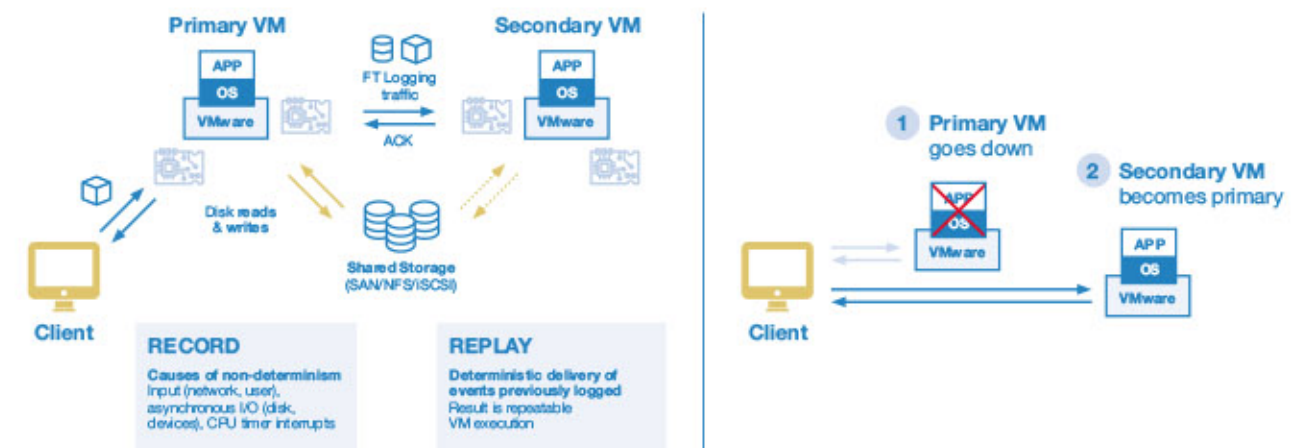 Primary VM
Secondary VM
APP
OS
VMware
FT Logging
traffic
ACK
APP
OS
VMware
Disk reads
& writes
Shared Storage
(SAN/NFS/iSCSI)
Client
RECORD
Causes of non-determinism
Input (network, user),
asynchronous I/O (disk,
devices), CPU timer interrupts
REPLAY
Deterministic delivery of
events previously logged
Result is repeatable
VM execution
1 Primary VM
goes down
2 Secondary VM
becomes primary
APP
OS
VMware
APP
OS
VMware
Client